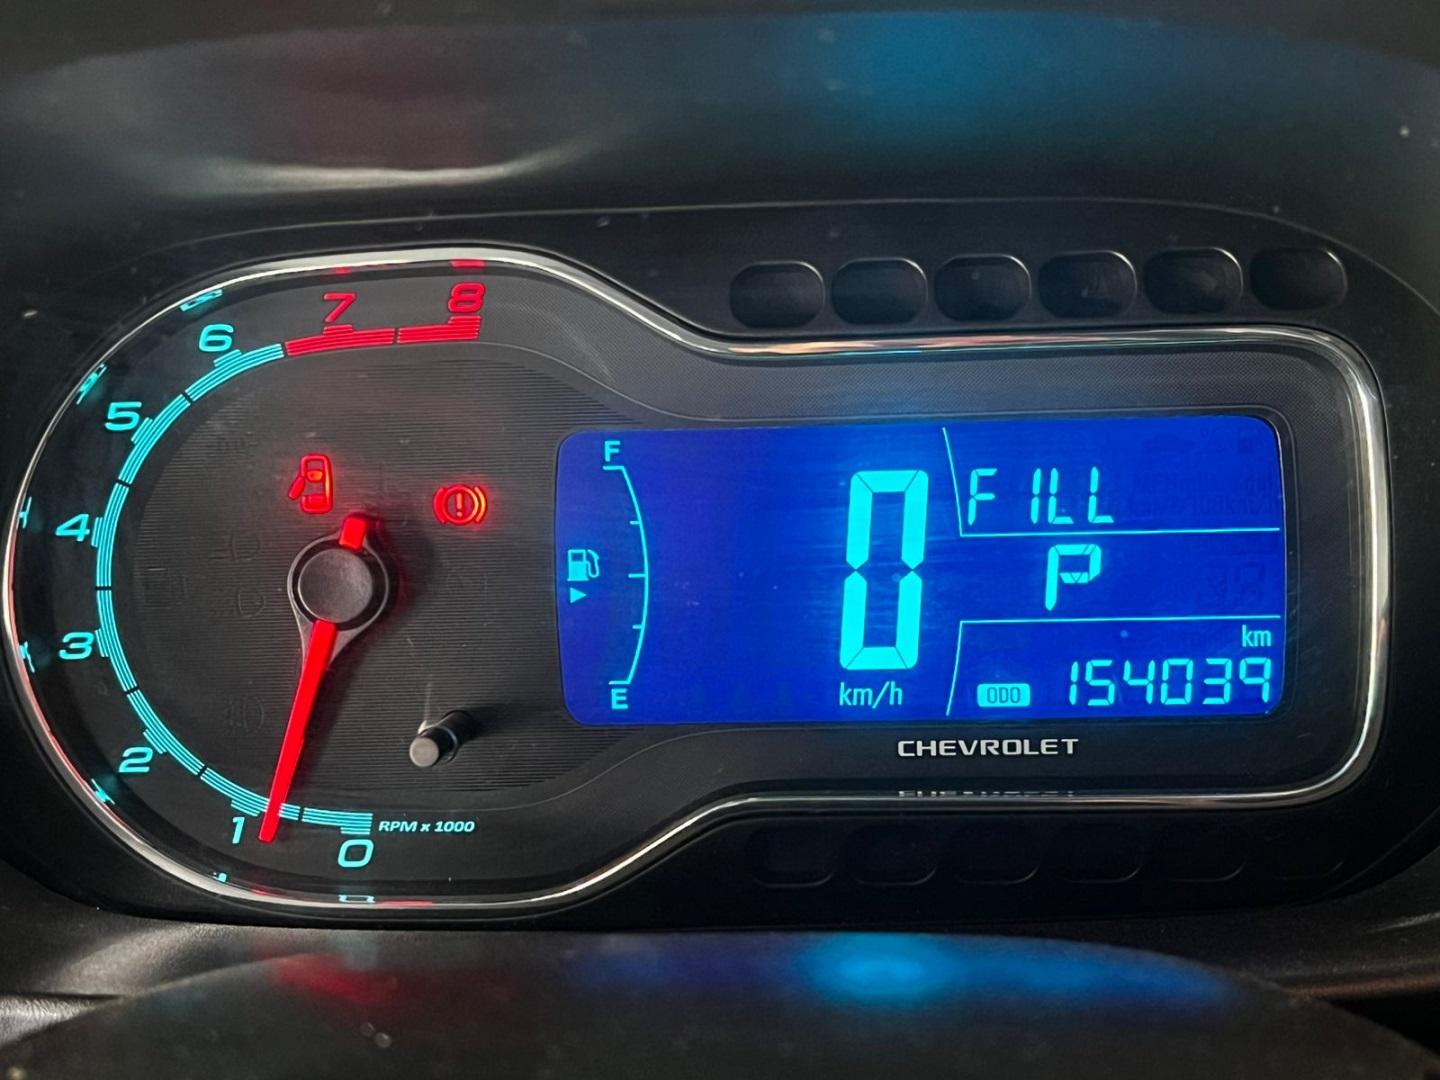 8
7
6
5
4
3
2
1
0
RPM x 1000
F
E
0
km/h
FILL
P
km
ODO 154039
CHEVROLET